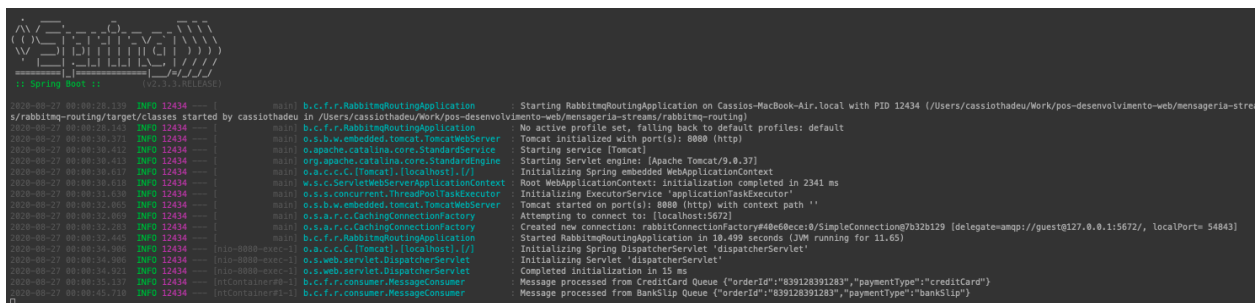 :: Spring Boot ::        (v2.3.3.RELEASE)
2020-08-27 00:00:28.139  INFO 12434 --- [           main] b.c.f.r.RabbitmqRoutingApplication       : Starting RabbitmqRoutingApplication on Cassios-MacBook-Air.local with PID 12434 (/Users/cassiothadeu/Work/pos-desenvolvimento-web/mensageria-stream
s/rabbitmq-routing/target/classes started by cassiothadeu in /Users/cassiothadeu/Work/pos-desenvolvimento-web/mensageria-streams/rabbitmq-routing)
2020-08-27 00:00:28.143  INFO 12434 --- [           main] b.c.f.r.RabbitmqRoutingApplication       : No active profile set, falling back to default profiles: default
2020-08-27 00:00:30.371  INFO 12434 --- [           main] o.s.b.w.embedded.tomcat.TomcatWebServer  : Tomcat initialized with port(s): 8080 (http)
2020-08-27 00:00:30.412  INFO 12434 --- [           main] o.apache.catalina.core.StandardService   : Starting service [Tomcat]
2020-08-27 00:00:30.413  INFO 12434 --- [           main] org.apache.catalina.core.StandardEngine  : Starting Servlet engine: [Apache Tomcat/9.0.37]
2020-08-27 00:00:30.617  INFO 12434 --- [           main] o.a.c.c.C.[Tomcat].[localhost].[/]       : Initializing Spring embedded WebApplicationContext
2020-08-27 00:00:30.618  INFO 12434 --- [           main] w.s.c.ServletWebServerApplicationContext : Root WebApplicationContext: initialization completed in 2341 ms
2020-08-27 00:00:31.630  INFO 12434 --- [           main] o.s.s.concurrent.ThreadPoolTaskExecutor  : Initializing ExecutorService 'applicationTaskExecutor'
2020-08-27 00:00:32.065  INFO 12434 --- [           main] o.s.b.w.embedded.tomcat.TomcatWebServer  : Tomcat started on port(s): 8080 (http) with context path ''
2020-08-27 00:00:32.069  INFO 12434 --- [           main] o.s.a.r.c.CachingConnectionFactory       : Attempting to connect to: [localhost:5672]
2020-08-27 00:00:32.283  INFO 12434 --- [           main] o.s.a.r.c.CachingConnectionFactory       : Created new connection: rabbitConnectionFactory#40e60ece:0/SimpleConnection@7b32b129 [delegate=amqp://guest@127.0.0.1:5672/, localPort= 54843]
2020-08-27 00:00:32.445  INFO 12434 --- [           main] b.c.f.r.RabbitmqRoutingApplication       : Started RabbitmqRoutingApplication in 10.499 seconds (JVM running for 11.65)
2020-08-27 00:00:34.906  INFO 12434 --- [nio-8080-exec-1] o.a.c.c.C.[Tomcat].[localhost].[/]       : Initializing Spring DispatcherServlet 'dispatcherServlet'
2020-08-27 00:00:34.906  INFO 12434 --- [nio-8080-exec-1] o.s.web.servlet.DispatcherServlet        : Initializing Servlet 'dispatcherServlet'
2020-08-27 00:00:34.921  INFO 12434 --- [nio-8080-exec-1] o.s.web.servlet.DispatcherServlet        : Completed initialization in 15 ms
2020-08-27 00:00:35.137  INFO 12434 --- [ntContainer#0-1] b.c.f.r.consumer.MessageConsumer         : Message processed from CreditCard Queue {"orderId":"839128391283","paymentType":"creditCard"}
2020-08-27 00:00:45.710  INFO 12434 --- [ntContainer#1-1] b.c.f.r.consumer.MessageConsumer         : Message processed from BankSlip Queue {"orderId":"839128391283","paymentType":"bankSlip"}